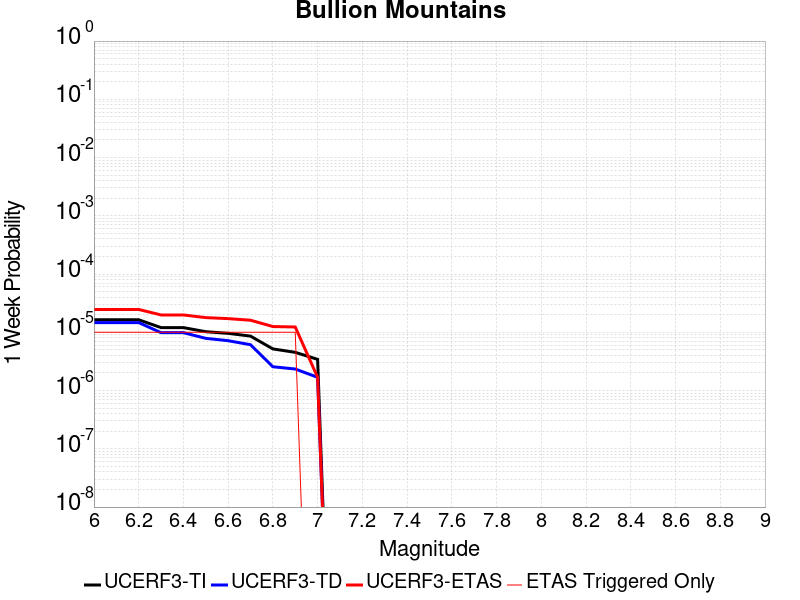 Bullion Mountains
10^0
10^-1
10^-2
10^-3
10^-4
10^-5
10^-6
10^-7
10^-8
1 Week Probability
6 6.2 6.4 6.6 6.8 7 7.2 7.4 7.6 7.8 8 8.2 8.4 8.6 8.8 9
Magnitude
UCERF3-TI UCERF3-TD UCERF3-ETAS ETAS Triggered Only